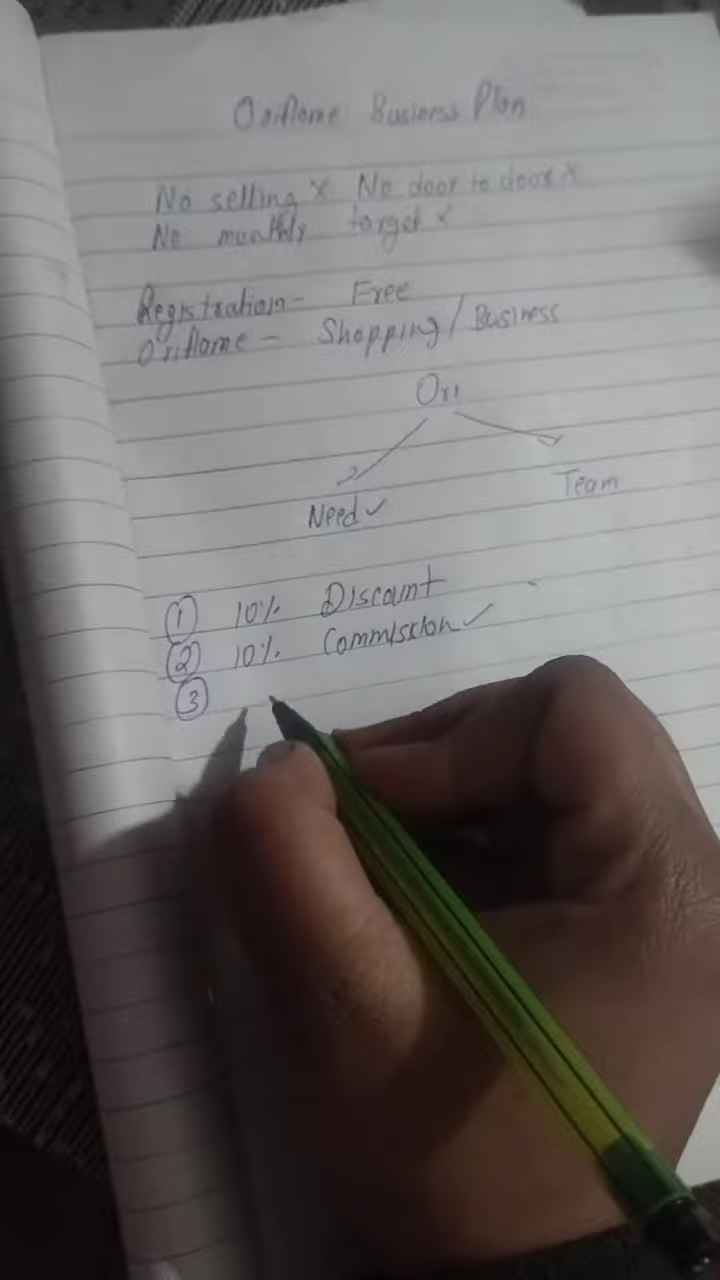 Oriflame Business Plan
No selling x No door to door x
No monthly target x
Registration - Free
Oriflame - Shopping / Business
Ori
Need ✓ Team
① 10% Discount
② 10% Commission ✓
③